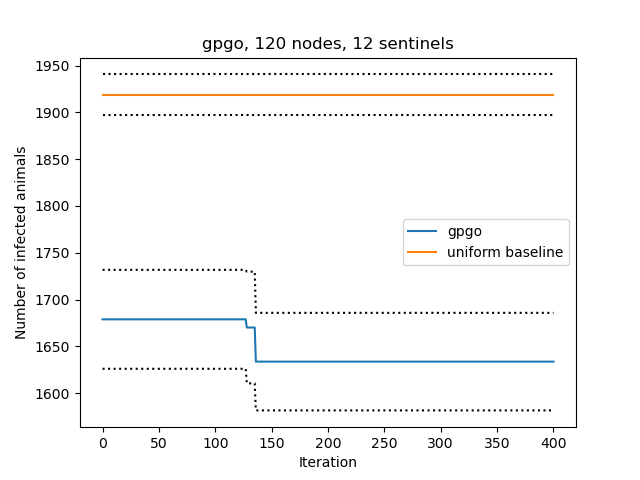 gpgo, 120 nodes, 12 sentinels
Number of infected animals
1950
1900
1850
1800
1750
1700
1650
1600
gpgo
uniform baseline
0 50 100 150 200 250 300 350 400
Iteration